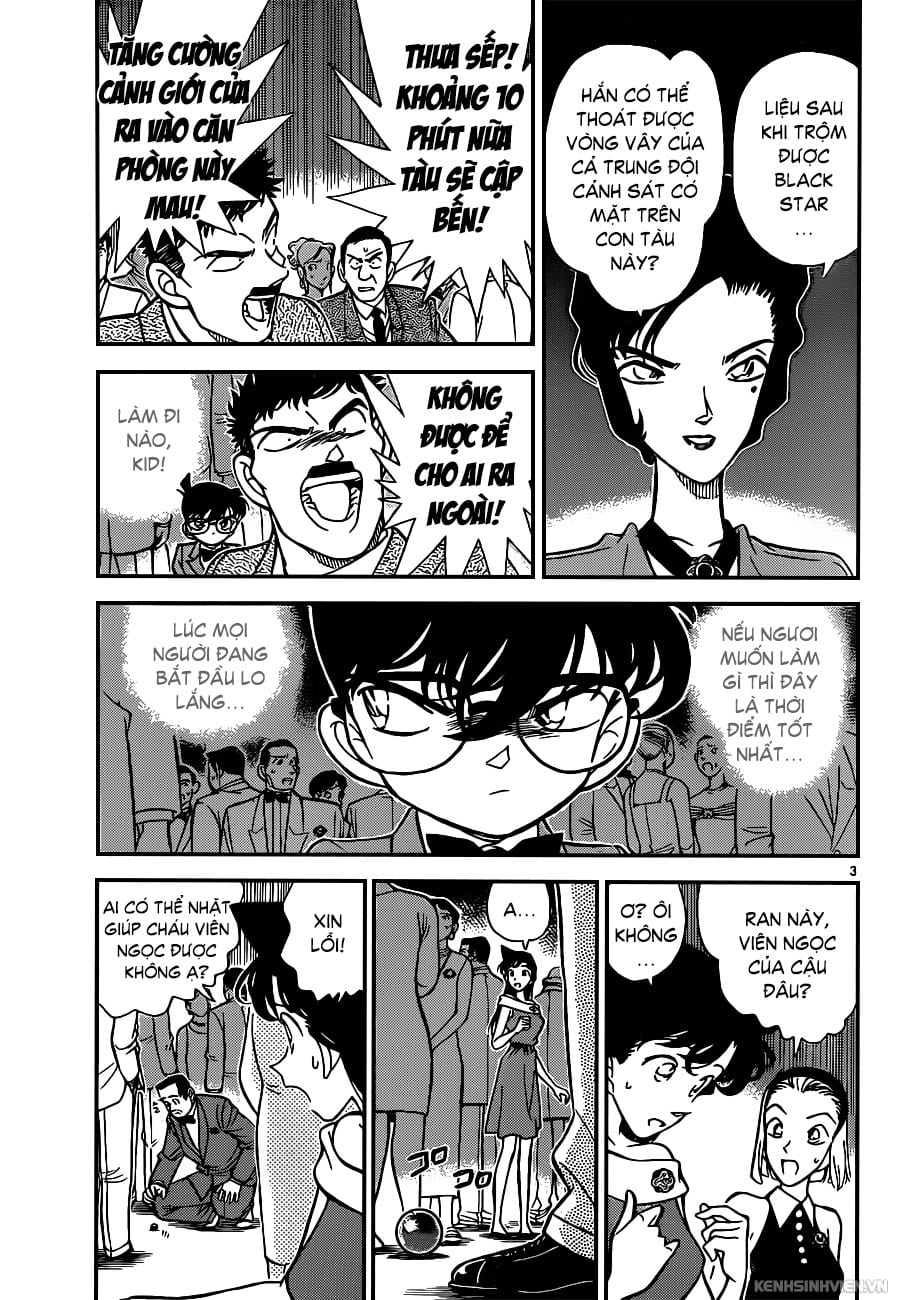 LIỆU SAU
KHI TRỘM
ĐƯỢC
BLACK
STAR
...
HẮN CÓ THỂ
THOÁT ĐƯỢC
VÒNG VÂY CỦA
CẢ TRUNG ĐỘI
CẢNH SÁT CÓ
MẶT TRÊN
CON TÀU
NÀY?
THƯA SẾP!
KHOẢNG 10
PHÚT NỮA
TÀU SẼ CẬP
BẾN!
TĂNG CƯỜNG
CẢNH GIỚI CỬA
RA VÀO CĂN
PHÒNG NÀY
MAU!
KHÔNG
ĐƯỢC ĐỂ
CHO AI RA
NGOÀI!
LÀM ĐI
NÀO,
KID!
NẾU NGƯƠI
MUỐN LÀM
GÌ THÌ ĐÂY
LÀ THỜI
ĐIỂM TỐT
NHẤT...
LÚC MỌI
NGƯỜI ĐANG
BẮT ĐẦU LO
LẮNG...
3
RAN NÀY,
VIÊN NGỌC
CỦA CẬU
ĐÂU?
Ơ? ÔI
KHÔNG
...
A...
コロ
コロ
XIN
LỖI!
AI CÓ THỂ NHẶT
GIÚP CHÁU VIÊN
NGỌC ĐƯỢC
KHÔNG Ạ?
KENHSINHVIEN.VN